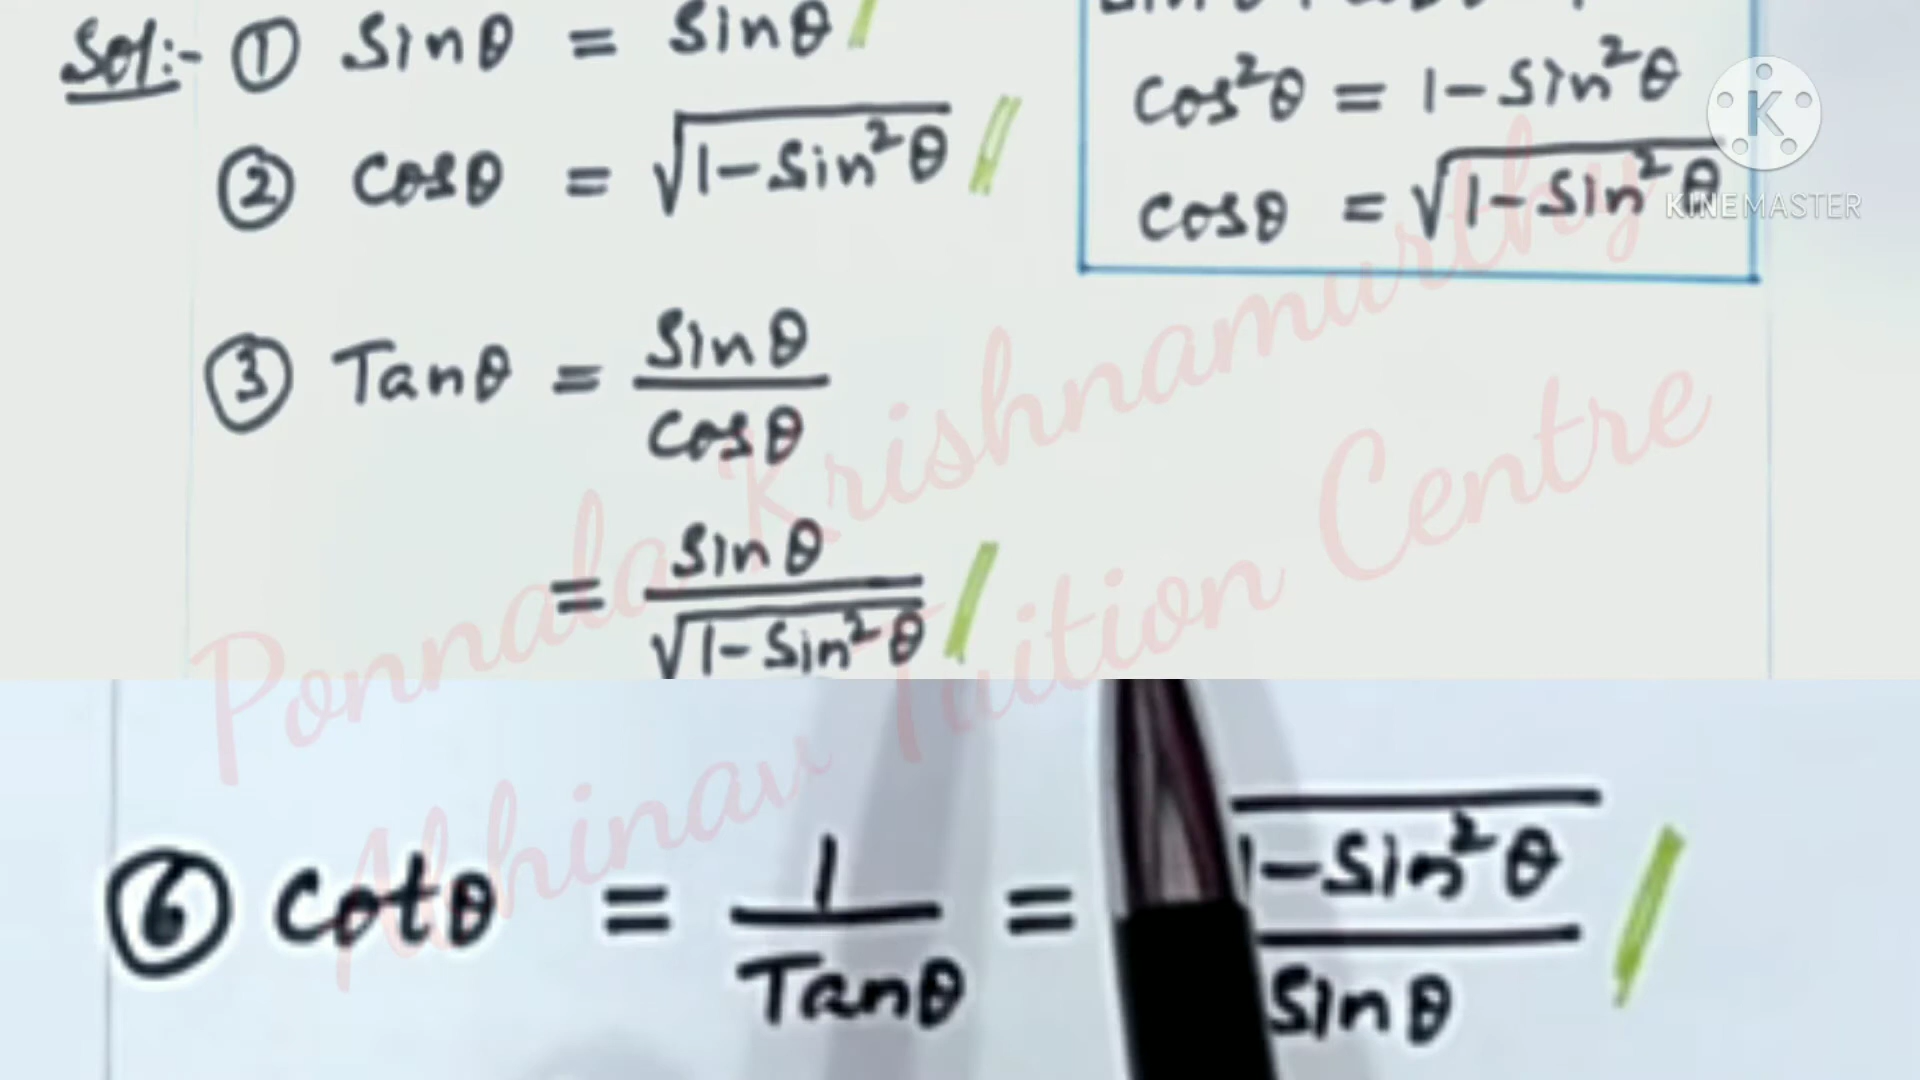 Sol:- ① Sinθ = Sinθ
② Cosθ = √1-Sin²θ
Cos²θ = 1-Sin²θ
Cosθ = √1-Sin²θ
③ Tanθ = Sinθ/Cosθ
= Sinθ/√1-Sin²θ
⑥ Cotθ = 1/Tanθ = 1-Sin²θ/Sinθ
KINEMASTER
Ponnala Krishnamurthy
Abhinav Tuition Centre